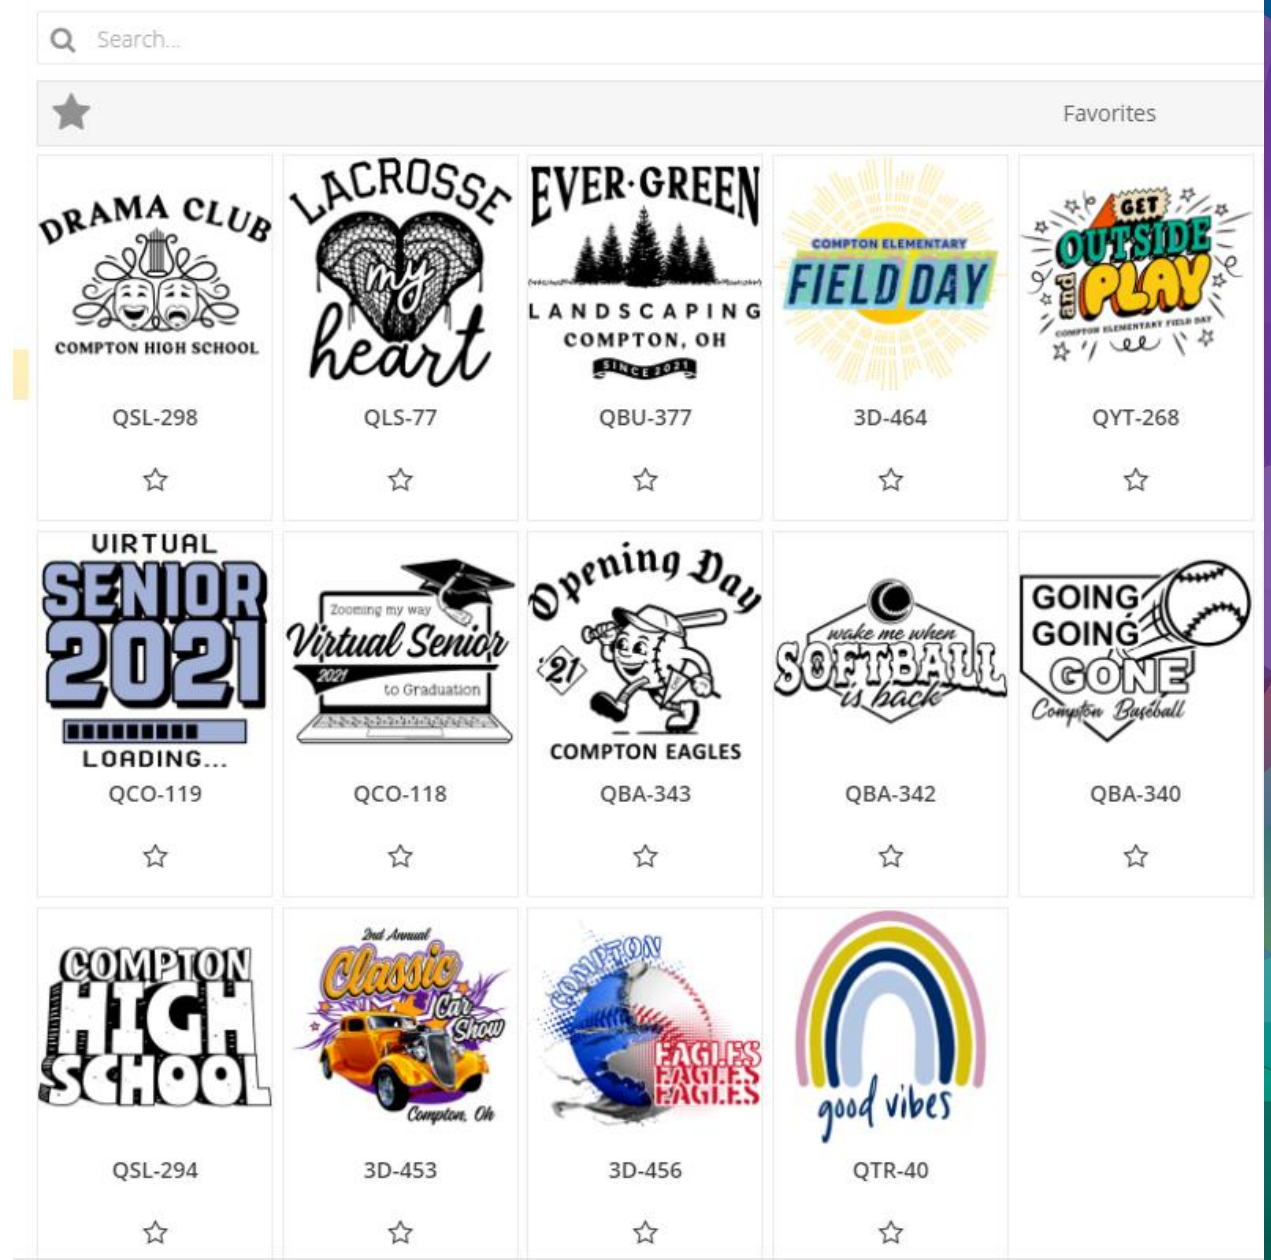 Search...
Favorites
DRAMA CLUB
COMPTON HIGH SCHOOL
QSL-298
LACROSSE
my
heart
QLS-77
EVER·GREEN
LANDSCAPING
COMPTON, OH
SINCE 2021
QBU-377
COMPTON ELEMENTARY
FIELD DAY
3D-464
GET
OUTSIDE
and PLAY
COMPTON ELEMENTARY FIELD DAY
QYT-268
VIRTUAL
SENIOR
2021
LOADING...
QCO-119
Zooming my way
Virtual Senior
2021
to Graduation
QCO-118
Opening Day
'21
COMPTON EAGLES
QBA-343
wake me when
SOFTBALL
is back
QBA-342
GOING
GOING
GONE
Compton Baseball
QBA-340
COMPTON
HIGH
SCHOOL
QSL-294
2nd Annual
Classic
Car
Show
Compton, Oh
3D-453
COMPTON
EAGLES
EAGLES
EAGLES
3D-456
good vibes
QTR-40